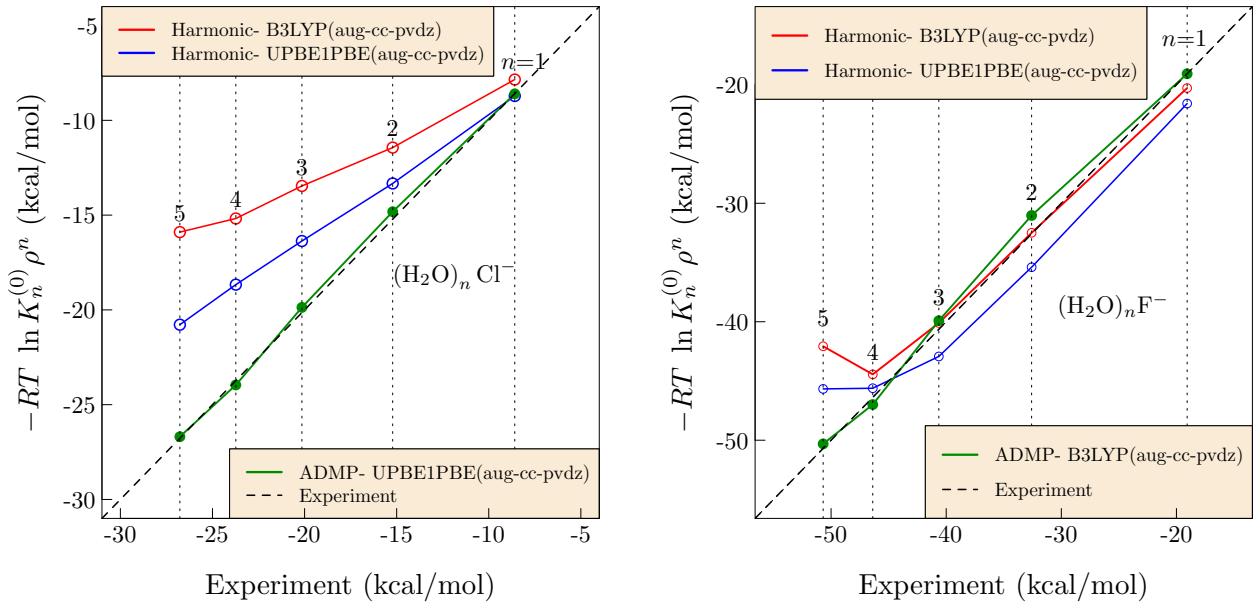 -5
-10
-15
-20
-25
-30
-30
-25
-20
-15
-10
-5
−RT ln K_n^{(0)} ρ^n (kcal/mol)
Experiment (kcal/mol)
Harmonic- B3LYP(aug-cc-pvdz)
Harmonic- UPBE1PBE(aug-cc-pvdz)
n=1
2
3
4
5
(H₂O)ₙ Cl⁻
ADMP- UPBE1PBE(aug-cc-pvdz)
Experiment
-20
-30
-40
-50
-50
-40
-30
-20
−RT ln K_n^{(0)} ρ^n (kcal/mol)
Experiment (kcal/mol)
Harmonic- B3LYP(aug-cc-pvdz)
Harmonic- UPBE1PBE(aug-cc-pvdz)
n=1
2
3
4
5
(H₂O)ₙF⁻
ADMP- B3LYP(aug-cc-pvdz)
Experiment